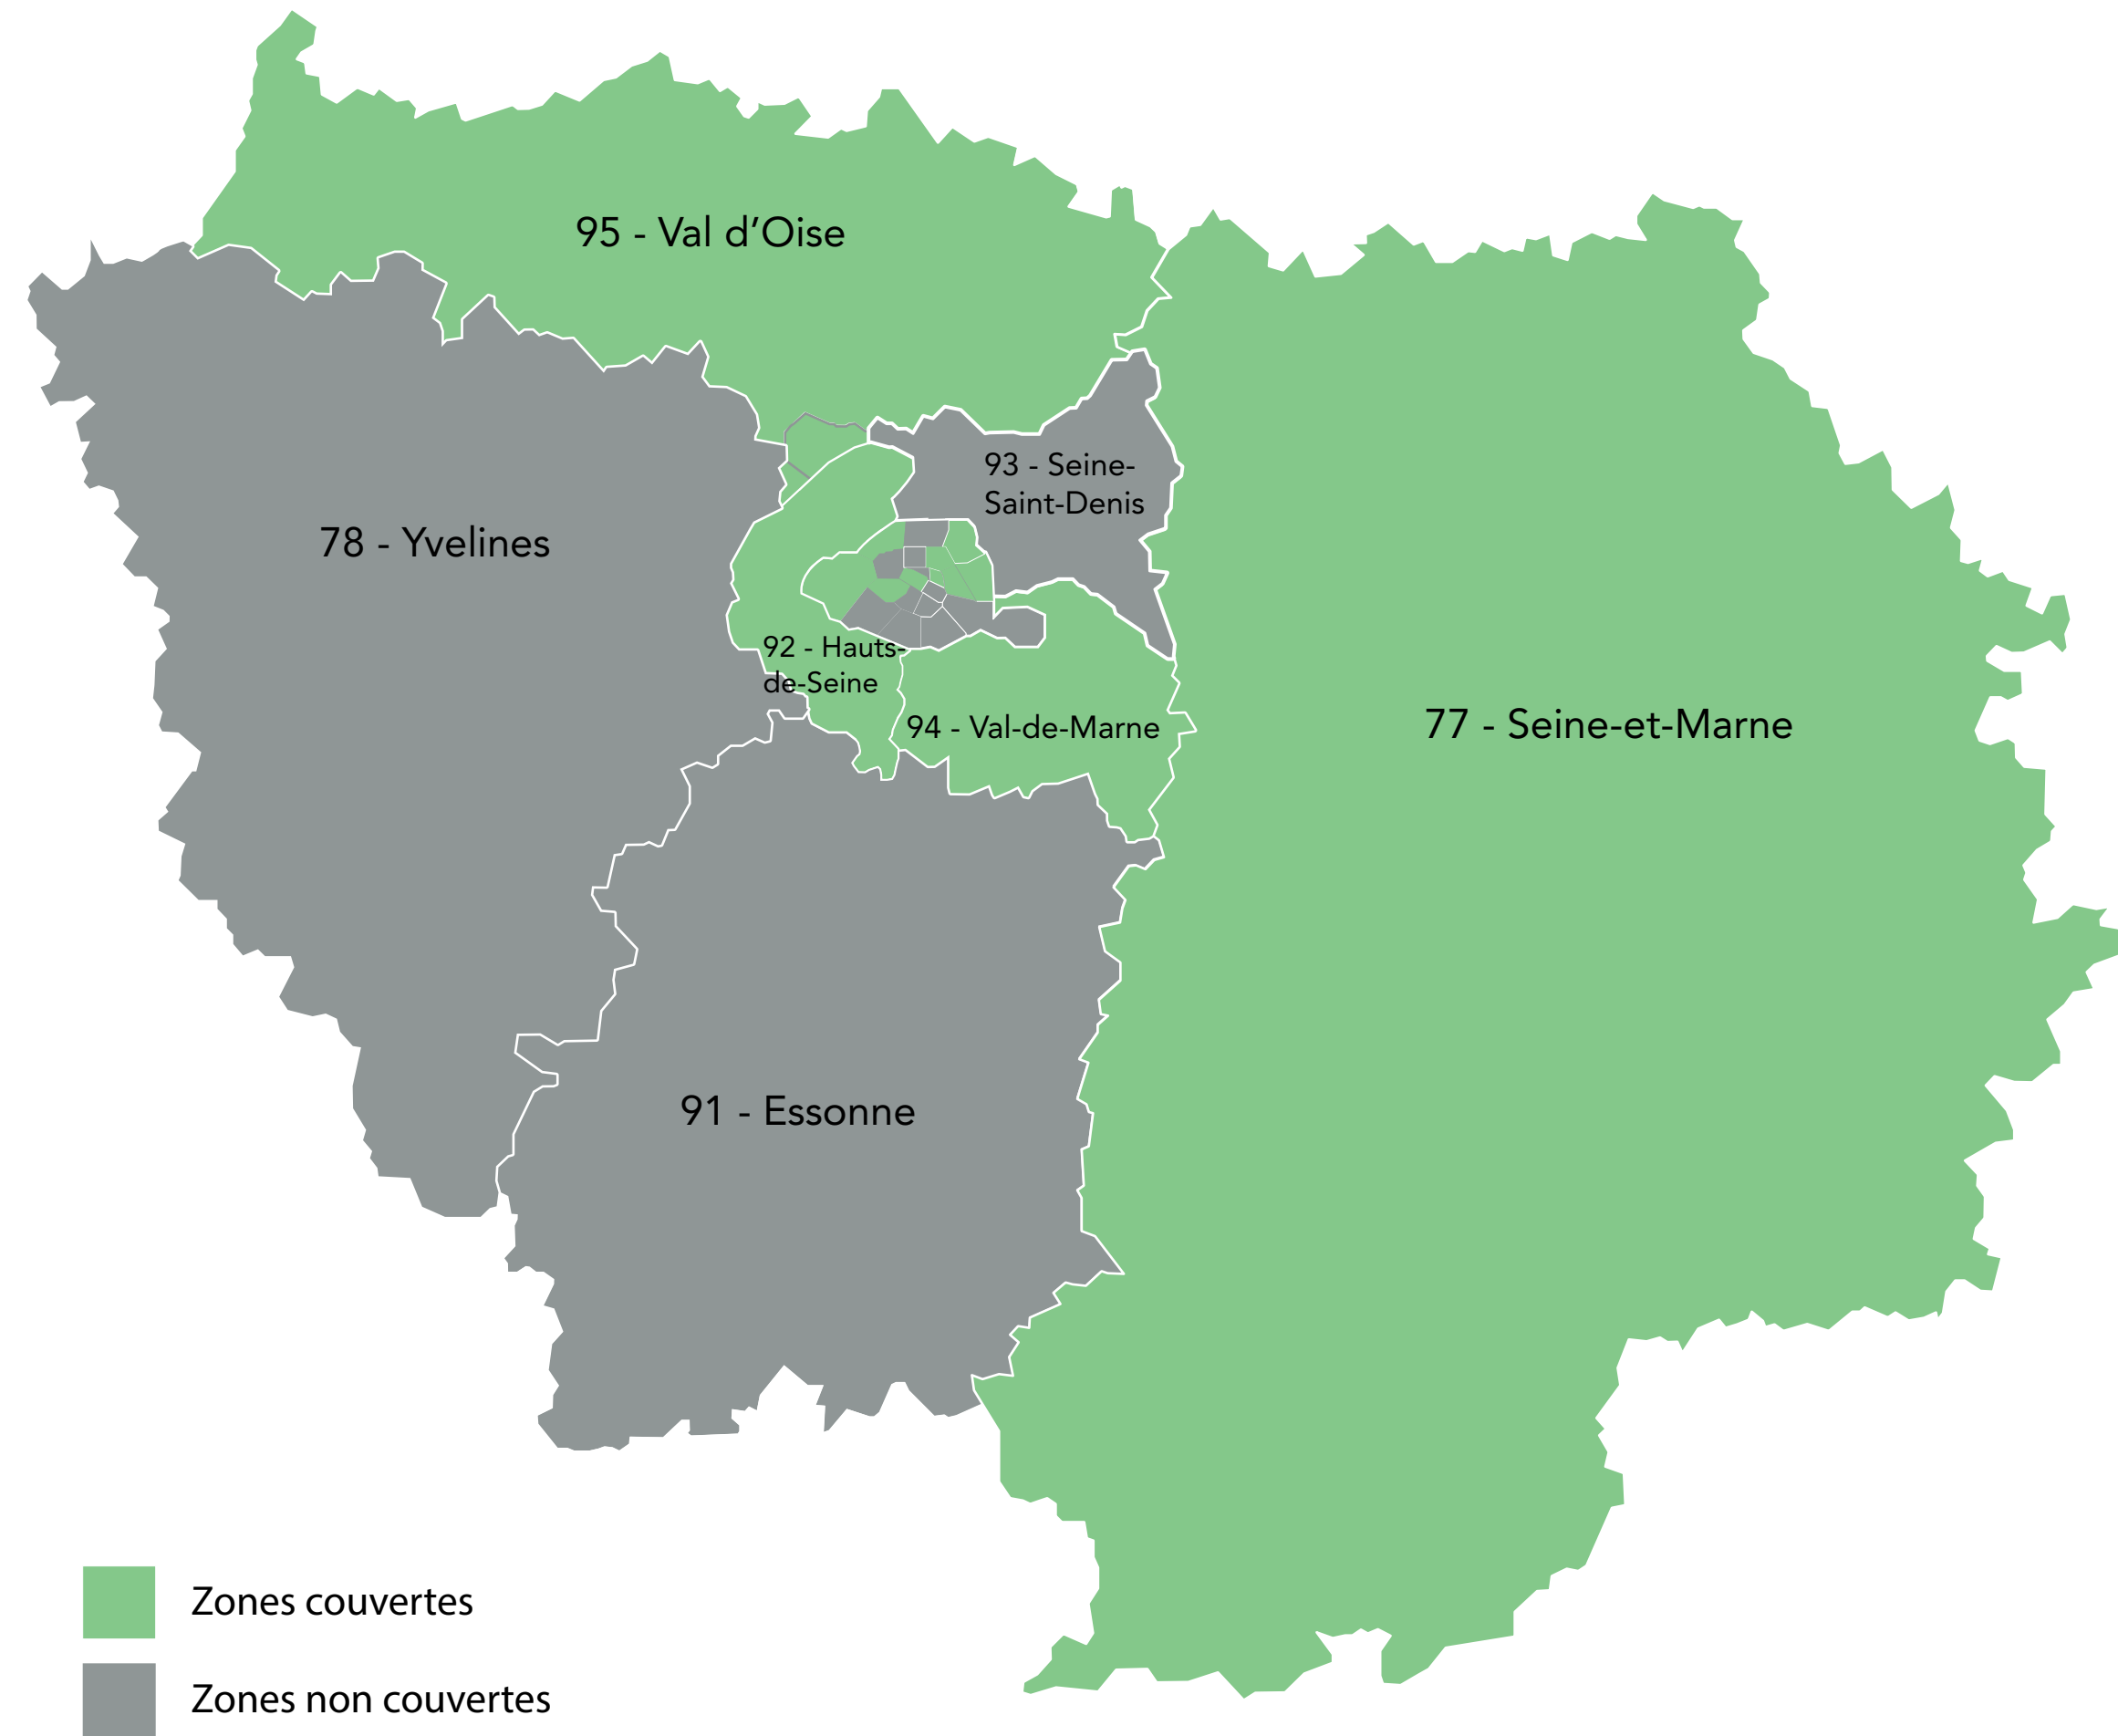 95 - Val d’Oise
93 - Seine-
Saint-Denis
78 - Yvelines
92 - Hauts-
de-Seine
94 - Val-de-Marne
77 - Seine-et-Marne
91 - Essonne
Zones couvertes
Zones non couvertes